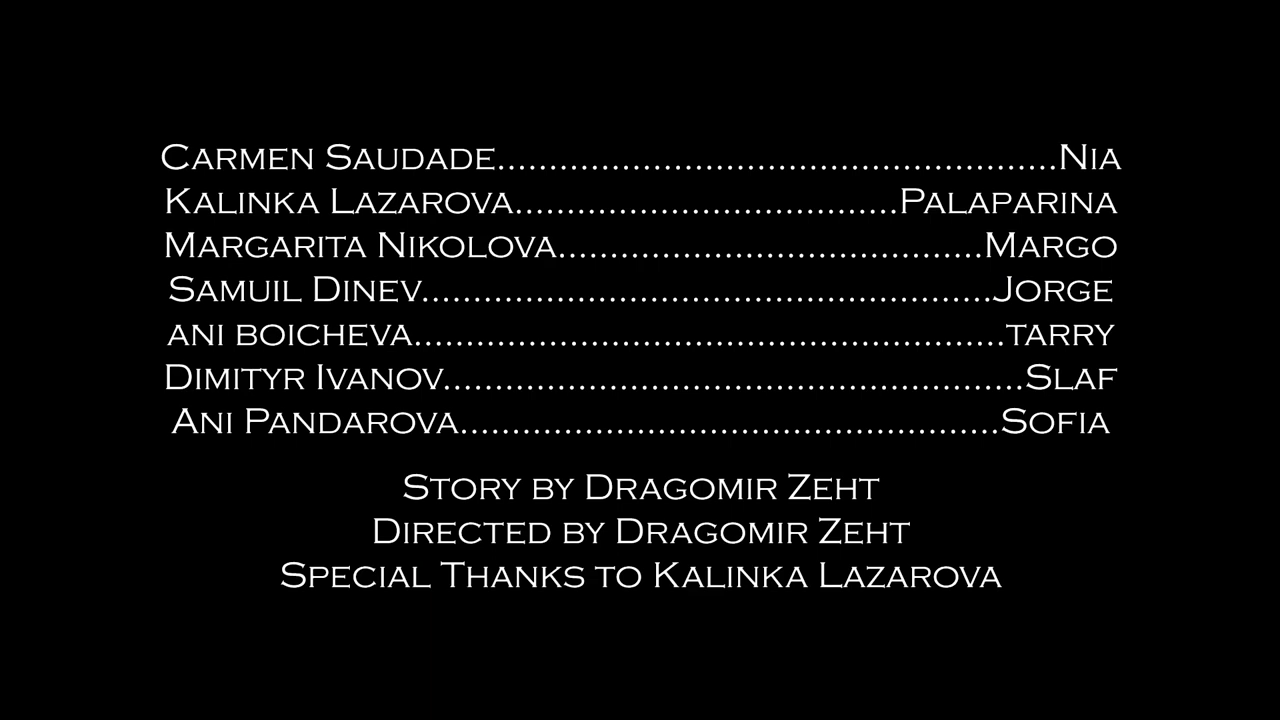 Carmen Saudade......................................................Nia
Kalinka Lazarova.....................................Palaparina
Margarita Nikolova.........................................Margo
Samuil Dinev.......................................................Jorge
ani boicheva.........................................................tarry
Dimityr Ivanov........................................................Slaf
Ani Pandarova....................................................Sofia
Story by Dragomir Zeht
Directed by Dragomir Zeht
Special Thanks to Kalinka Lazarova